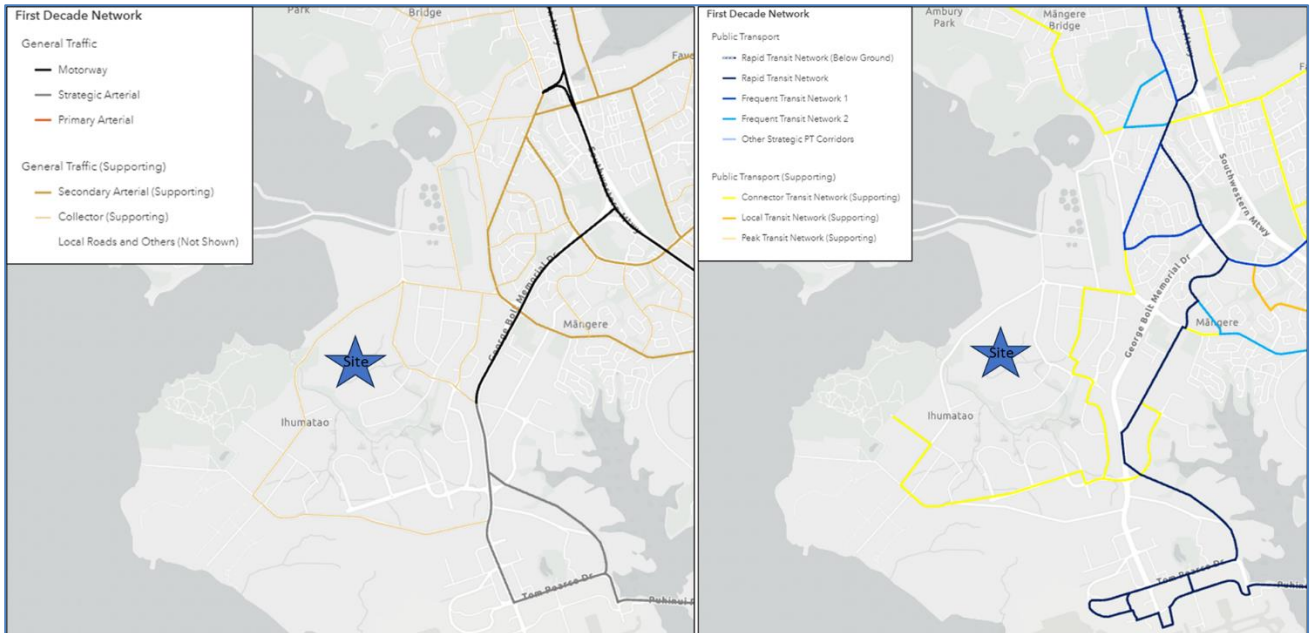 First Decade Network
General Traffic
Motorway
Strategic Arterial
Primary Arterial
General Traffic (Supporting)
Secondary Arterial (Supporting)
Collector (Supporting)
Local Roads and Others (Not Shown)
Park
Bridge
Mtwy
Southwestern Mtwy
George Bolt Memorial Dr
Māngere
Site
Ihumatao
Tom Pearce Dr
First Decade Network
Public Transport
Rapid Transit Network (Below Ground)
Rapid Transit Network
Frequent Transit Network 1
Frequent Transit Network 2
Other Strategic PT Corridors
Public Transport (Supporting)
Connector Transit Network (Supporting)
Local Transit Network (Supporting)
Peak Transit Network (Supporting)
Ambury
Park
Māngere
Bridge
Southwestern Mtwy
George Bolt Memorial Dr
Māngere
Site
Ihumatao
Tom Pearce Dr